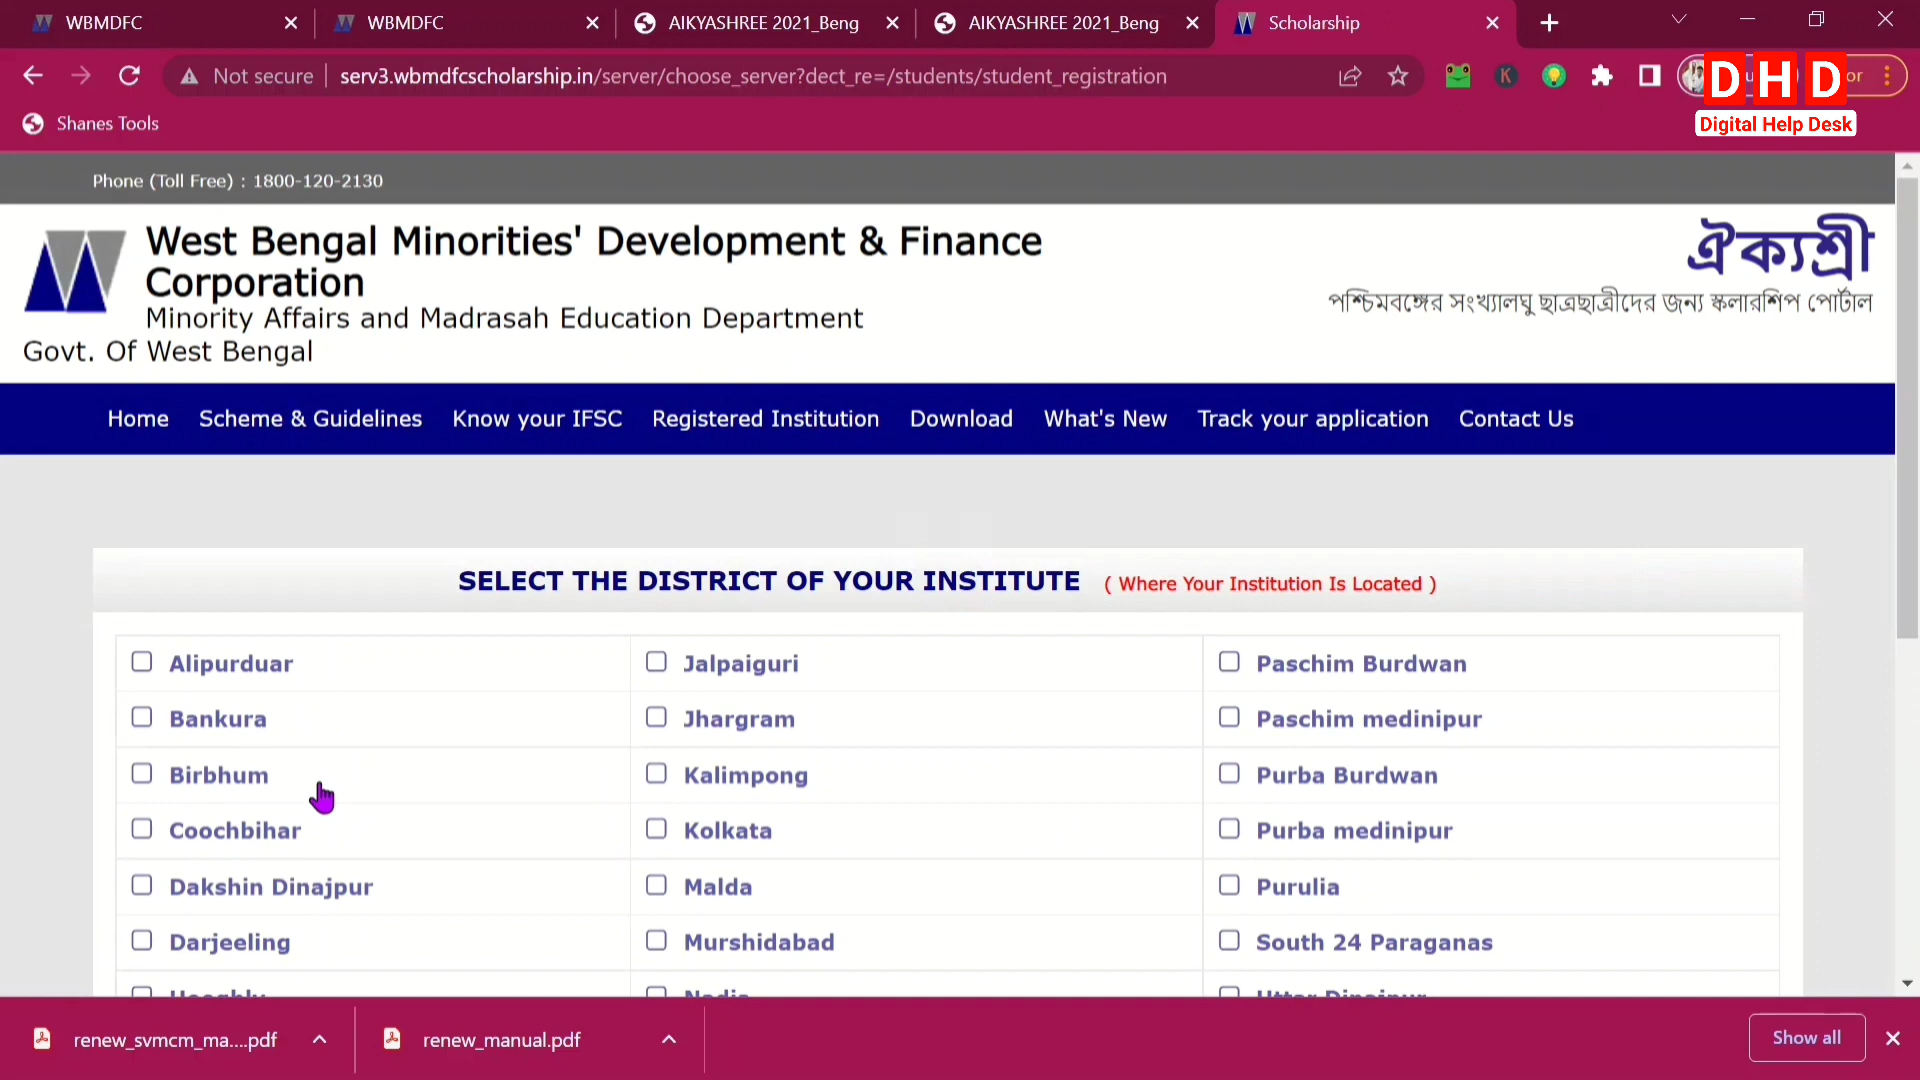 WBMDFC
WBMDFC
AIKYASHREE 2021_Beng
AIKYASHREE 2021_Beng
Scholarship
Not secure
serv3.wbmdfcscholarship.in/server/choose_server?dect_re=/students/student_registration
K
or
DHD
Digital Help Desk
Shanes Tools
Phone (Toll Free) : 1800-120-2130
West Bengal Minorities' Development & Finance
Corporation
Minority Affairs and Madrasah Education Department
Govt. Of West Bengal
ঐক্যশ্রী
পশ্চিমবঙ্গের সংখ্যালঘু ছাত্রছাত্রীদের জন্য স্কলারশিপ পোর্টাল
Home Scheme & Guidelines Know your IFSC Registered Institution Download What's New Track your application Contact Us
SELECT THE DISTRICT OF YOUR INSTITUTE ( Where Your Institution Is Located )
Alipurduar Jalpaiguri Paschim Burdwan
Bankura Jhargram Paschim medinipur
Birbhum Kalimpong Purba Burdwan
Coochbihar Kolkata Purba medinipur
Dakshin Dinajpur Malda Purulia
Darjeeling Murshidabad South 24 Paraganas
Hooghly Nadia Uttar Dinajpur
renew_svmcm_ma....pdf
renew_manual.pdf
Show all